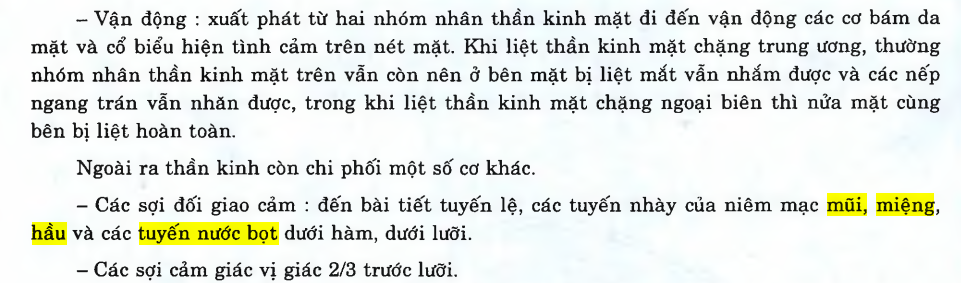 – Vận động : xuất phát từ hai nhóm nhân thần kinh mặt đi đến vận động các cơ bám da
mặt và cổ biểu hiện tình cảm trên nét mặt. Khi liệt thần kinh mặt chặng trung ương, thường
nhóm nhân thần kinh mặt trên vẫn còn nên ở bên mặt bị liệt mắt vẫn nhắm được và các nếp
ngang trán vẫn nhăn được, trong khi liệt thần kinh mặt chặng ngoại biên thì nửa mặt cùng
bên bị liệt hoàn toàn.
Ngoài ra thần kinh còn chi phối một số cơ khác.
– Các sợi đối giao cảm : đến bài tiết tuyến lệ, các tuyến nhày của niêm mạc mũi, miệng,
hầu và các tuyến nước bọt dưới hàm, dưới lưỡi.
– Các sợi cảm giác vị giác 2/3 trước lưỡi.